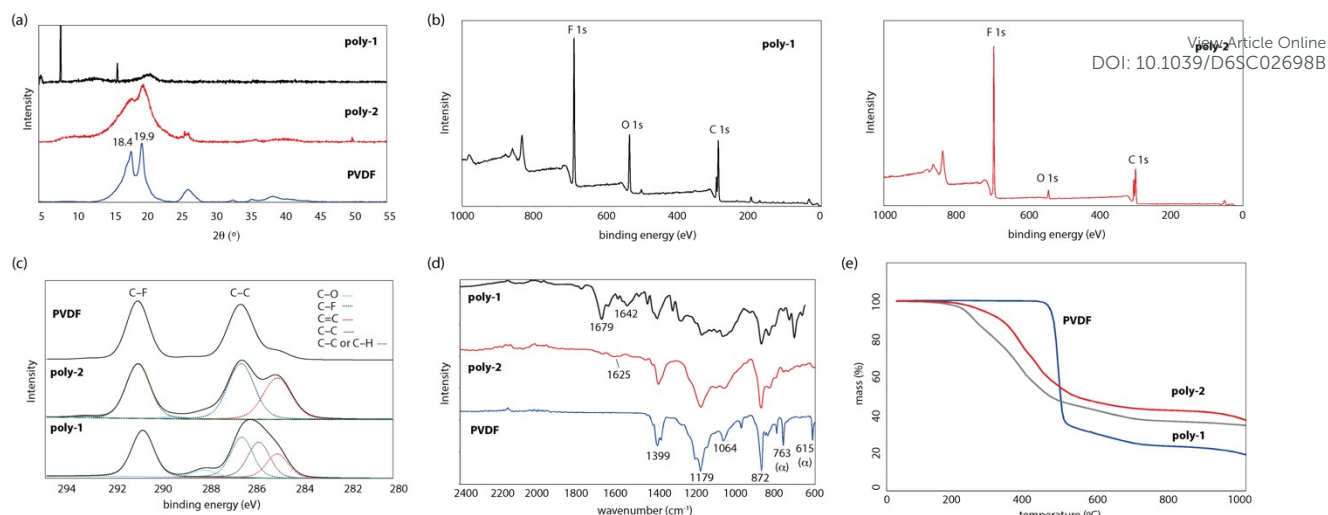 (a)
poly-1
poly-2
18.4
19.9
PVDF
5 10 15 20 25 30 35 40 45 50 55
2θ (º)
(b)
Intensity
F 1s
O 1s
C 1s
poly-1
1000 800 600 400 200 0
binding energy (eV)
Intensity
F 1s
O 1s
C 1s
poly-2
View Article Online
DOI: 10.1039/D6SC02698B
1000 800 600 400 200 0
binding energy (eV)
(c)
Intensity
C–F
C–C
C–O
C–F
C=C
C–C
C–C or C–H
PVDF
poly-2
poly-1
294 292 290 288 286 284 282 280
binding energy (eV)
(d)
Intensity
poly-1
1679
1642
poly-2
1625
PVDF
1399
1179
1064
872
763
(α)
615
(α)
2400 2000 1800 1600 1400 1200 1000 800 600
wavenumber (cm⁻¹)
(e)
mass (%)
100
80
60
40
20
0
PVDF
poly-2
poly-1
0 200 400 600 800 1000
temperature (ºC)